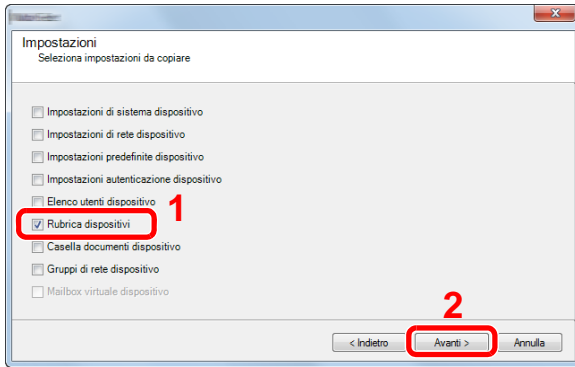 Impostazioni
Seleziona impostazioni da copiare
Impostazioni di sistema dispositivo
Impostazioni di rete dispositivo
Impostazioni predefinite dispositivo
Impostazioni autenticazione dispositivo
Elenco utenti dispositivo
1
Rubrica dispositivi
Casella documenti dispositivo
Gruppi di rete dispositivo
Mailbox virtuale dispositivo
2
< Indietro Avanti > Annulla